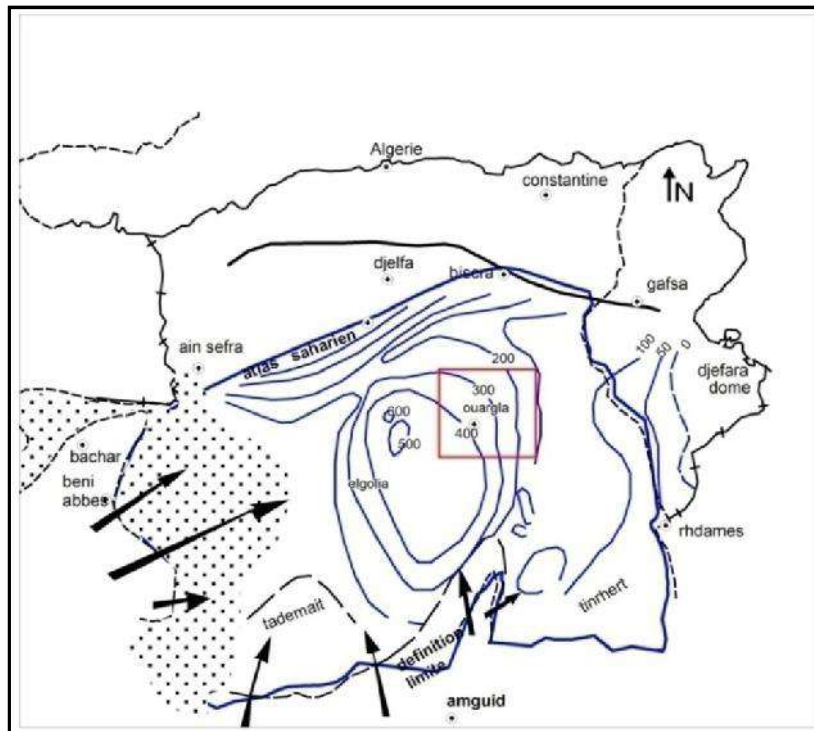 Algerie
constantine
N
djelfa
biscra
gafsa
ain sefra
atlas saharien
200
100
50
0
djefara
dome
300
ouargla
600
500
400
bachar
beni
abbes
elgolia
rhdames
tademait
tinrhert
definition
limite
amguid